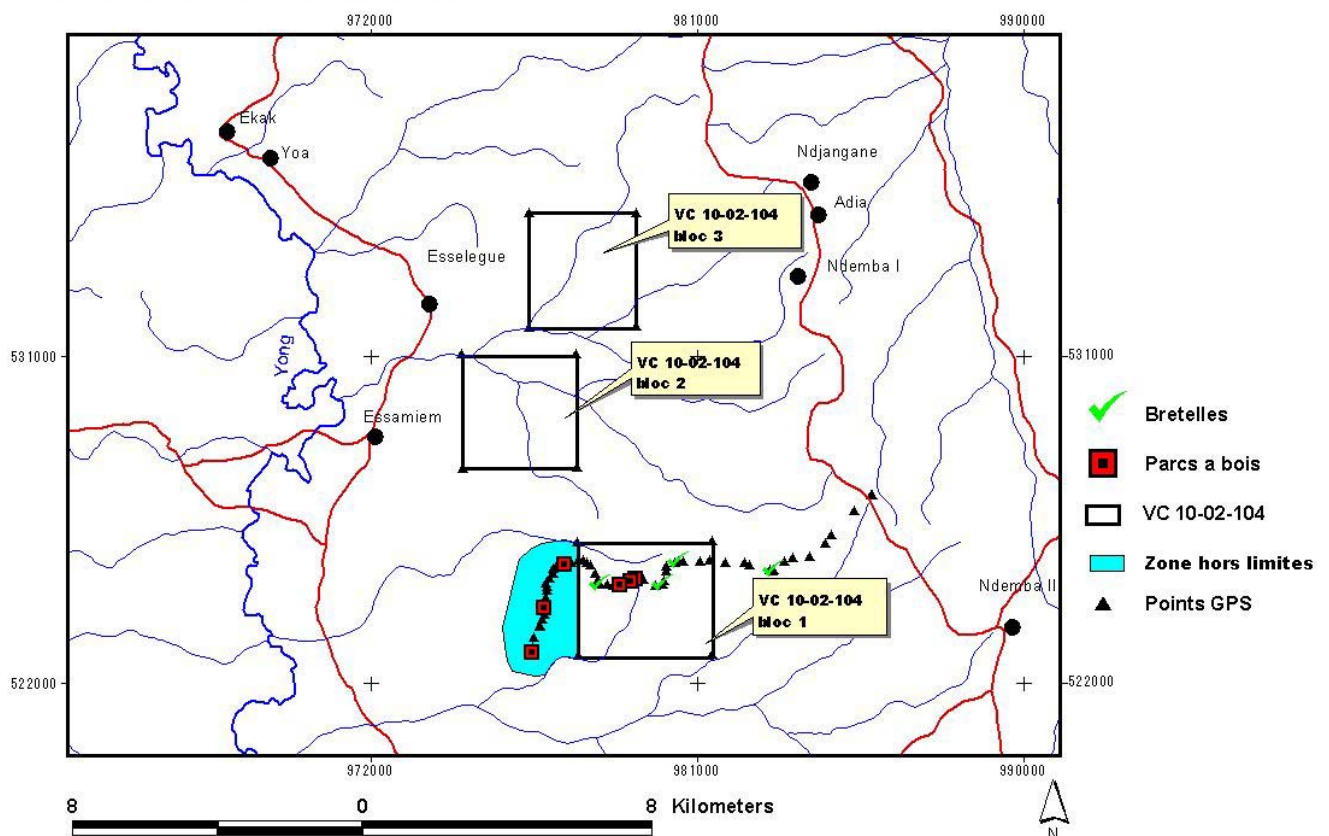 972000
981000
990000
Ekak
Yoa
Ndjangane
Adia
VC 10-02-104
bloc 3
Esselegue
Ndemba I
531000
531000
Yong
VC 10-02-104
bloc 2
Essamiem
Bretelles
Parcs a bois
VC 10-02-104
Zone hors limites
Points GPS
Ndemba II
VC 10-02-104
bloc 1
522000
522000
972000
981000
990000
8
0
8 Kilometers
N